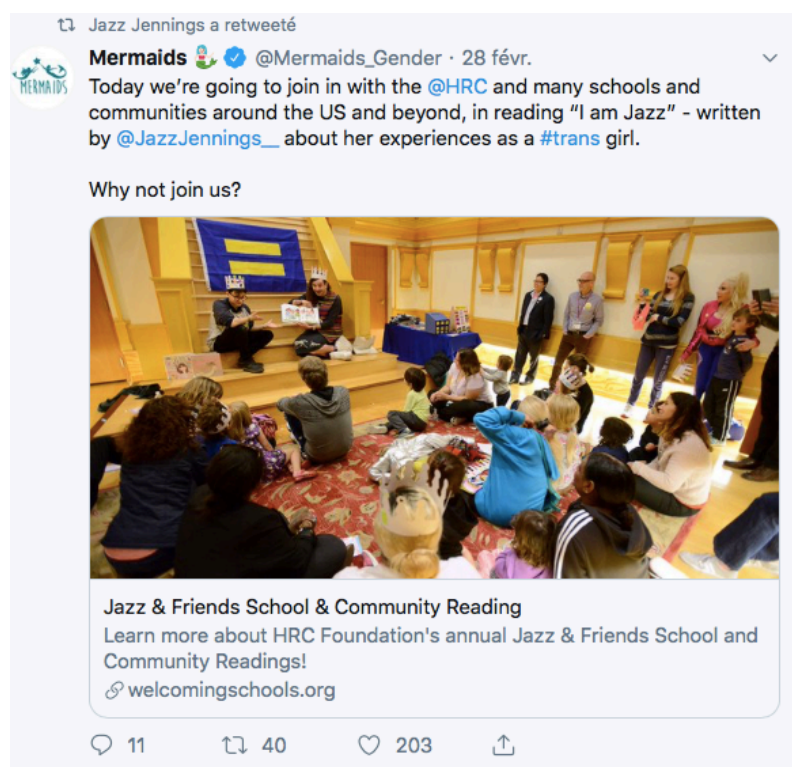 Jazz Jennings a retweeté
Mermaids @Mermaids_Gender · 28 févr.
MERMAIDS
Today we're going to join in with the @HRC and many schools and
communities around the US and beyond, in reading “I am Jazz” - written
by @JazzJennings__ about her experiences as a #trans girl.
Why not join us?
Jazz & Friends School & Community Reading
Learn more about HRC Foundation's annual Jazz & Friends School and
Community Readings!
welcomingschools.org
11 40 203